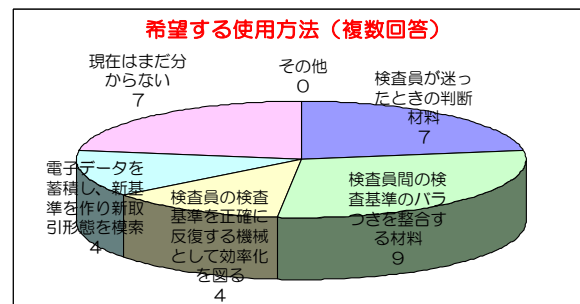 希望する使用方法（複数回答）
その他
0
検査員が迷っ
たときの判断
材料
7
検査員間の検
査基準のバラ
つきを整合す
る材料
9
検査員の検査
基準を正確に
反復する機械
として効率化
を図る
4
電子データを
蓄積し、新基
準を作り新取
引形態を模索
4
現在はまだ分
からない
7